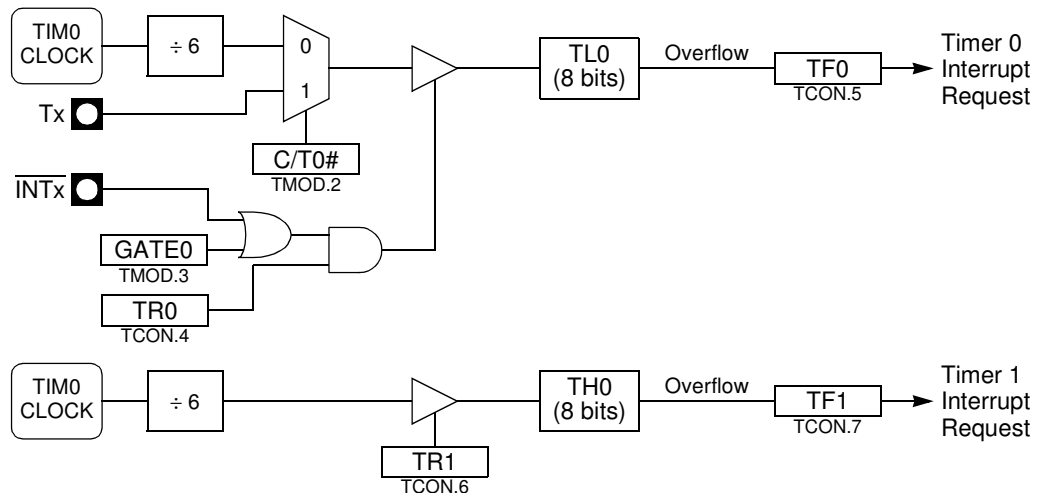 TIM0
CLOCK
÷ 6
0
1
Tx
C/T0#
TMOD.2
TL0
(8 bits)
Overflow
TF0
TCON.5
Timer 0
Interrupt
Request
INTx
GATE0
TMOD.3
TR0
TCON.4
TIM0
CLOCK
÷ 6
TR1
TCON.6
TH0
(8 bits)
Overflow
TF1
TCON.7
Timer 1
Interrupt
Request